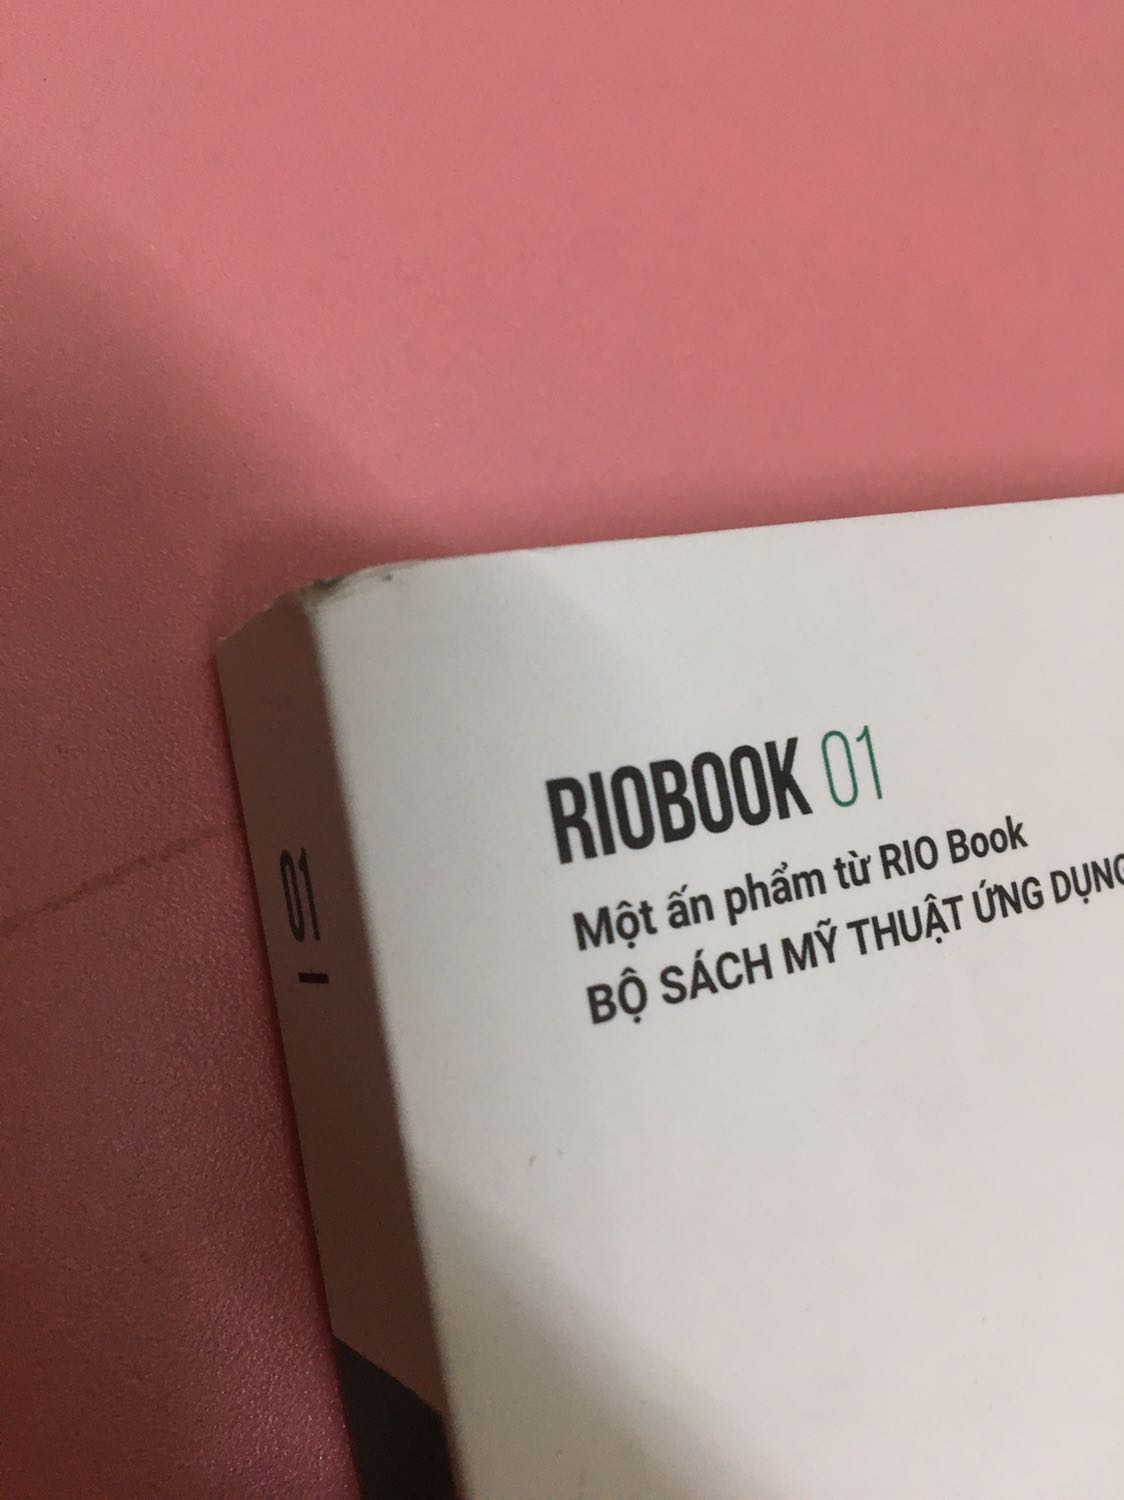 RIOBOOK 01
Một ấn phẩm từ RIO Book
BỘ SÁCH MỸ THUẬT ỨNG DỤNG
01